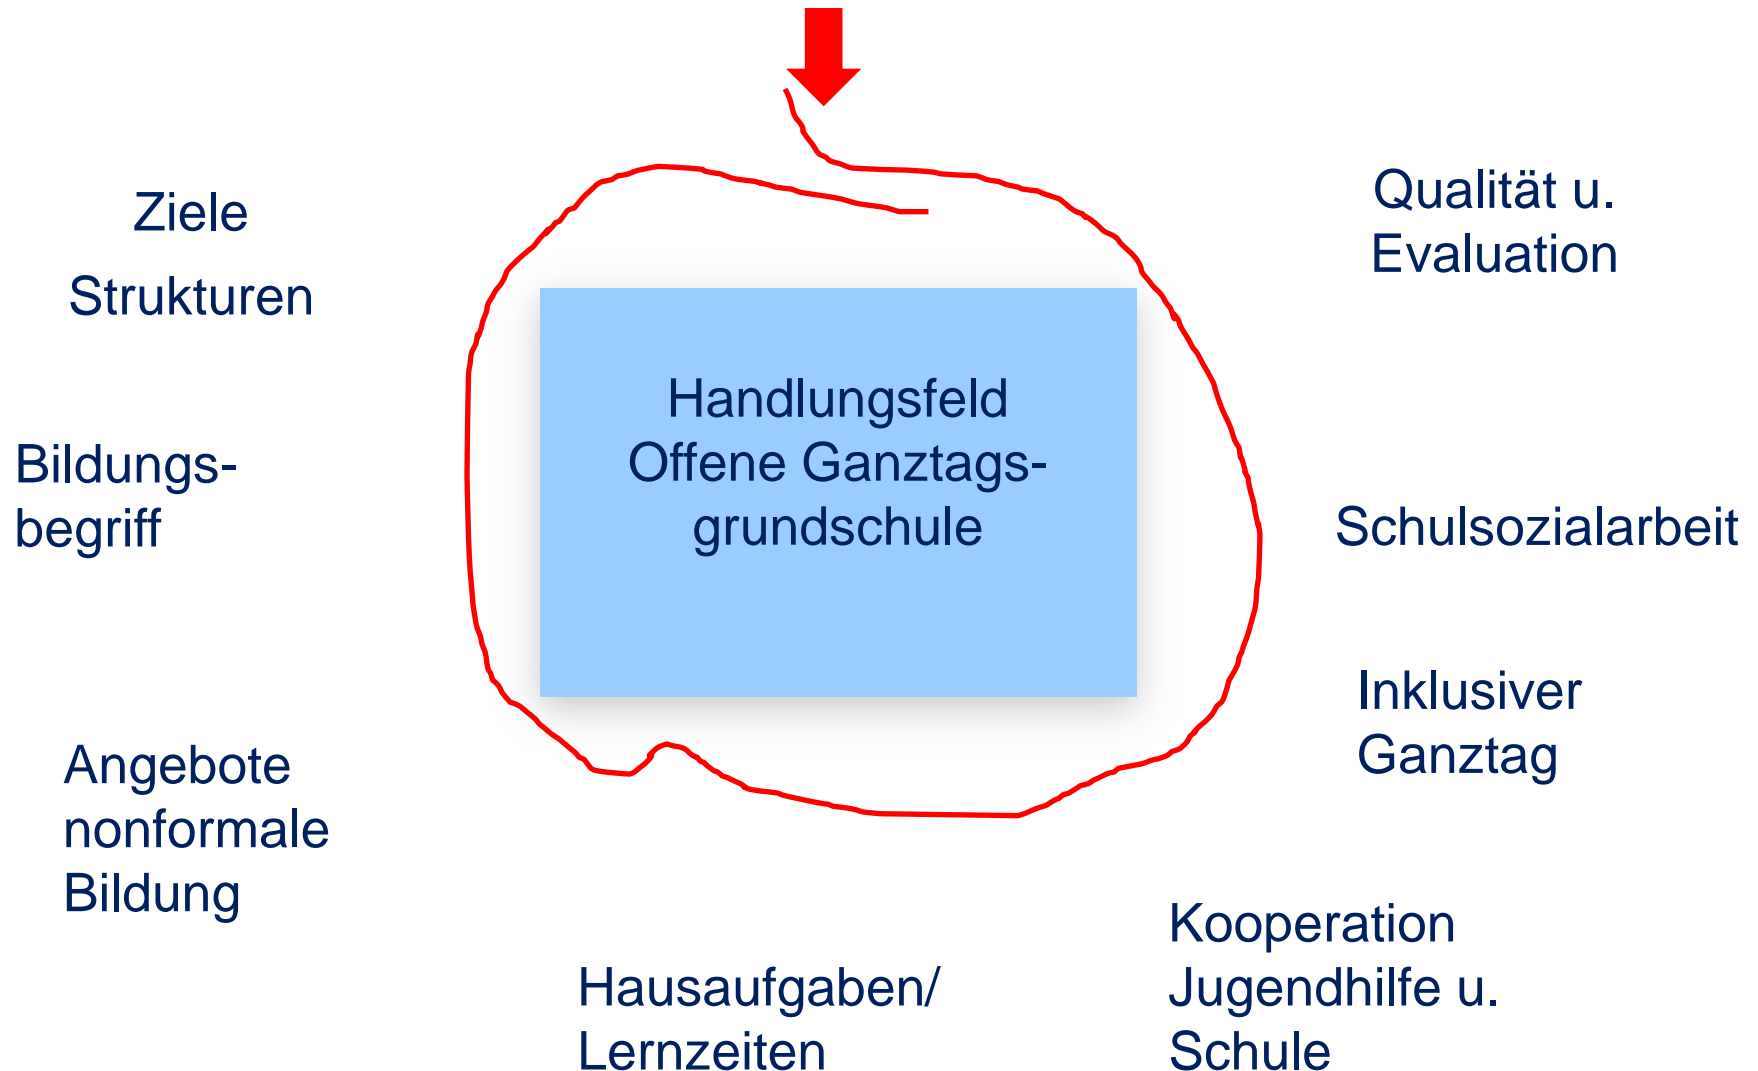 Ziele
Strukturen
Bildungs-
begriff
Angebote
nonformale
Bildung
Handlungsfeld
Offene Ganztags-
grundschule
Hausaufgaben/
Lernzeiten
Qualität u.
Evaluation
Schulsozialarbeit
Inklusiver
Ganztag
Kooperation
Jugendhilfe u.
Schule